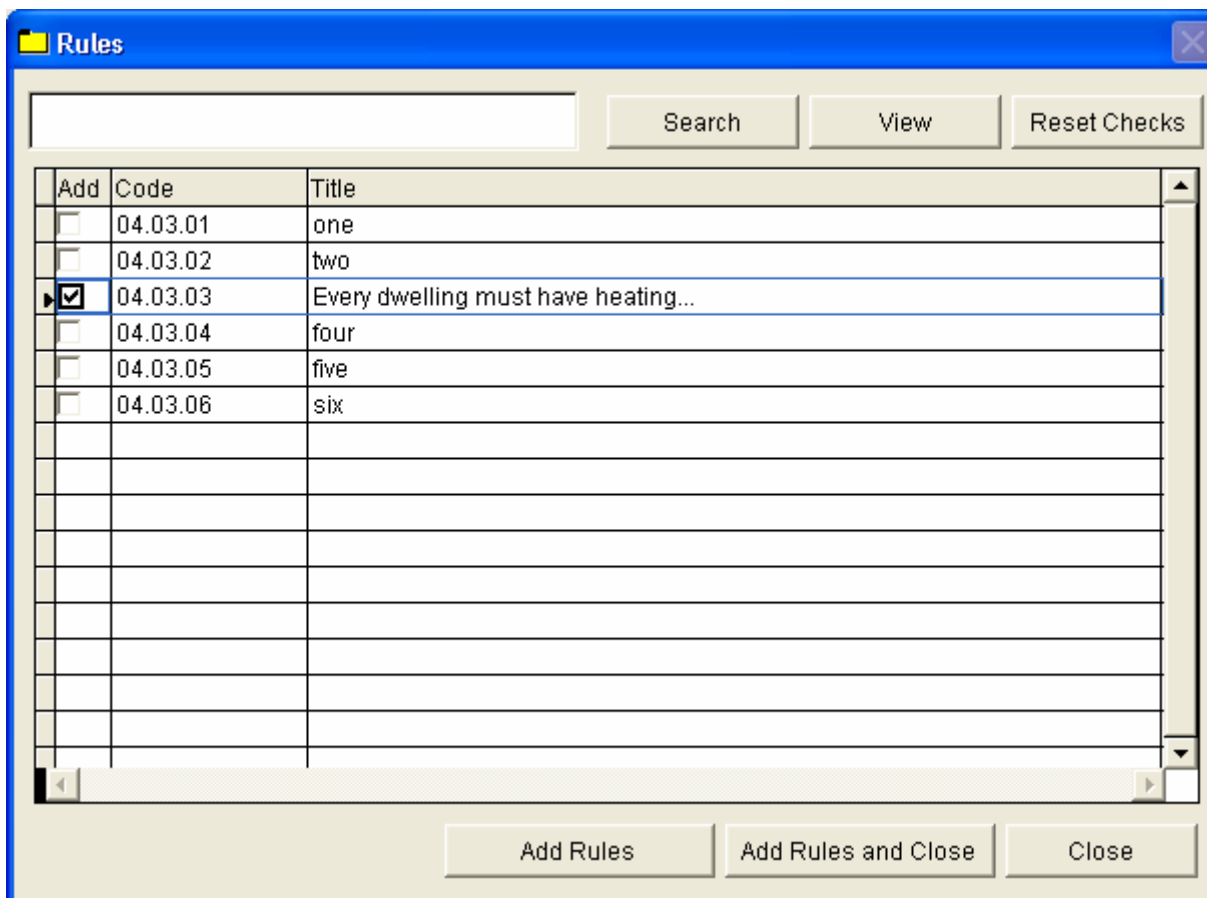 Rules
Search View Reset Checks
Add Code Title
04.03.01 one
04.03.02 two
04.03.03 Every dwelling must have heating...
04.03.04 four
04.03.05 five
04.03.06 six
Add Rules Add Rules and Close Close